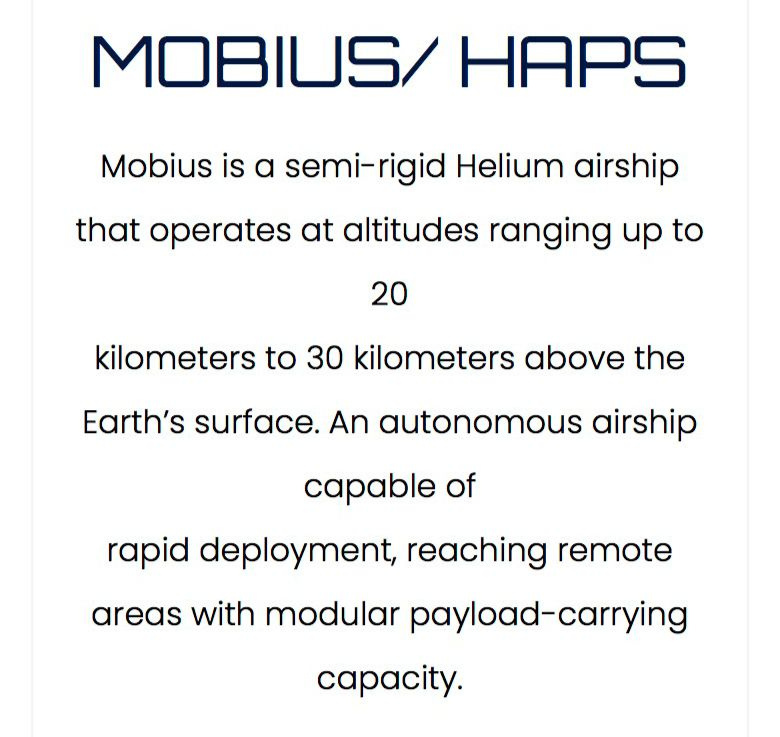 MOBIUS/ HAPS
Mobius is a semi-rigid Helium airship
that operates at altitudes ranging up to
20
kilometers to 30 kilometers above the
Earth’s surface. An autonomous airship
capable of
rapid deployment, reaching remote
areas with modular payload-carrying
capacity.